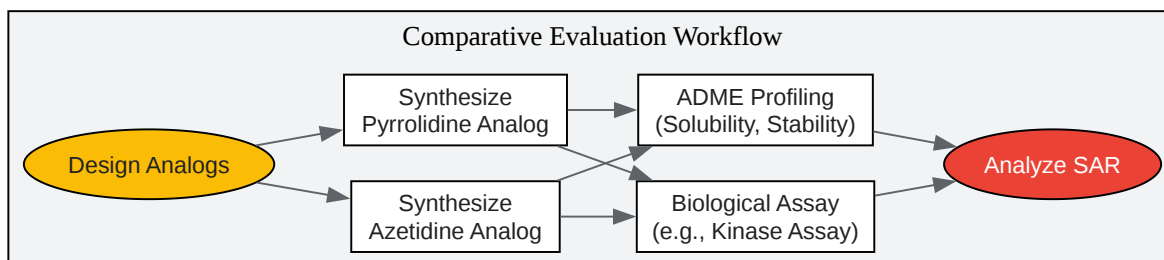 Comparative Evaluation Workflow
Design Analogs
Synthesize
Pyrrolidine Analog
Synthesize
Azetidine Analog
ADME Profiling
(Solubility, Stability)
Biological Assay
(e.g., Kinase Assay)
Analyze SAR